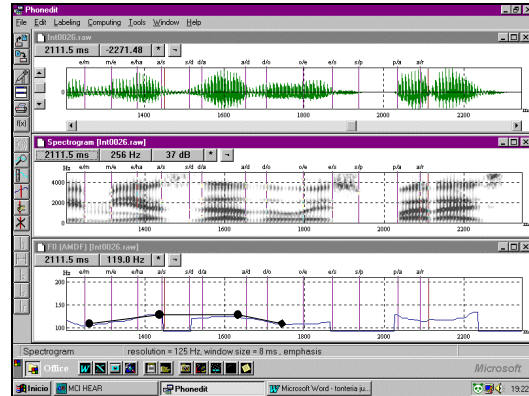 Phonedit
File Edit Labeling Computing Tools Window Help
Int0026.raw
2111.5 ms -2271.48 * ¬
e/m m/e e/ha a/s s/d d/a a/d d/o o/e e/s p/a a/r
0
1400 1600 1800 2000 2200
Spectrogram [Int0026.raw]
2111.5 ms 256 Hz 37 dB * ¬
Hz e/m m/e e/ha a/s s/d d/a a/d d/o o/e e/s p/a a/r
4000
2000
0
1400 1600 1800 2000 2200
F0 [AMDF] [Int0026.raw]
2111.5 ms 119.0 Hz * ¬
Hz e/m m/e e/ha a/s s/d d/a a/d d/o o/e e/s p/a a/r
200
150
100
1400 1600 1800 2000 2200
f(x)
Spectrogram resolution = 125 Hz, window size = 8 ms , emphasis
Office Microsoft
Inicio MCI HEAR Phonedit Microsoft Word - tonteria ju... 19:22